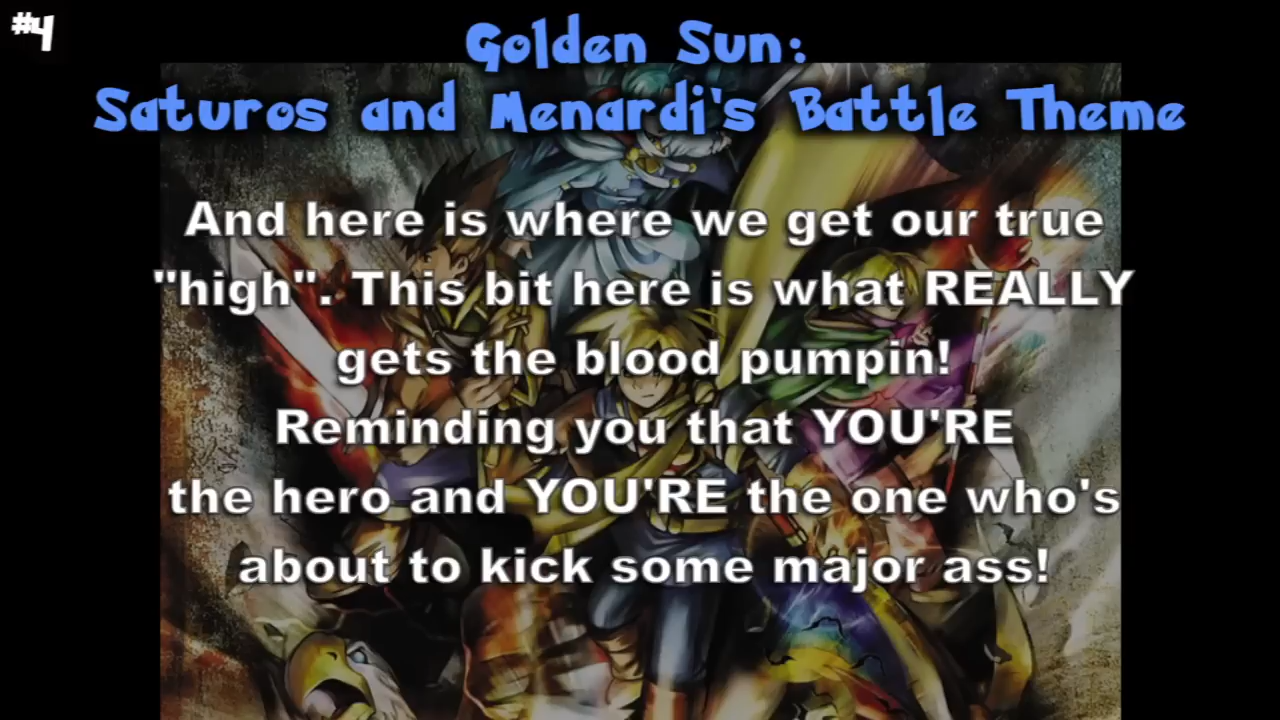 #4
Golden Sun:
Saturos and Menardi's Battle Theme
And here is where we get our true
"high". This bit here is what REALLY
gets the blood pumpin!
Reminding you that YOU'RE
the hero and YOU'RE the one who's
about to kick some major ass!